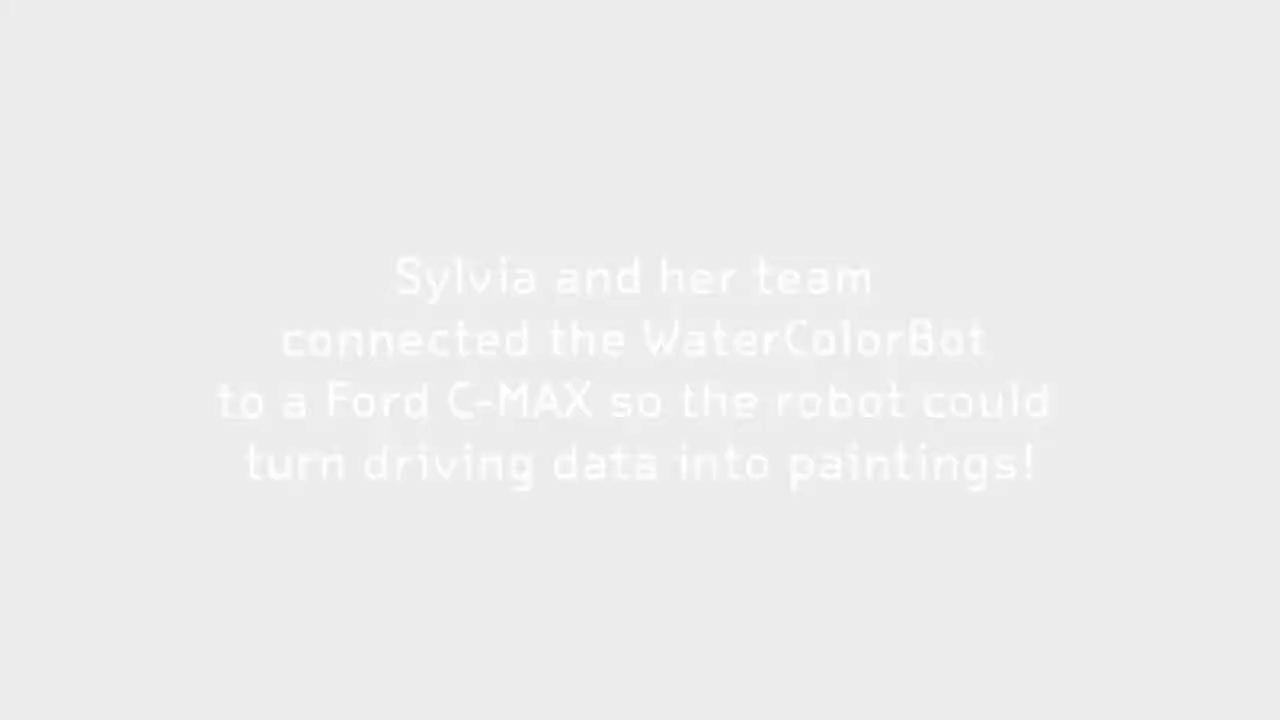 Sylvia and her team
connected the WaterColorBot
to a Ford C-MAX so the robot could
turn driving data into paintings!